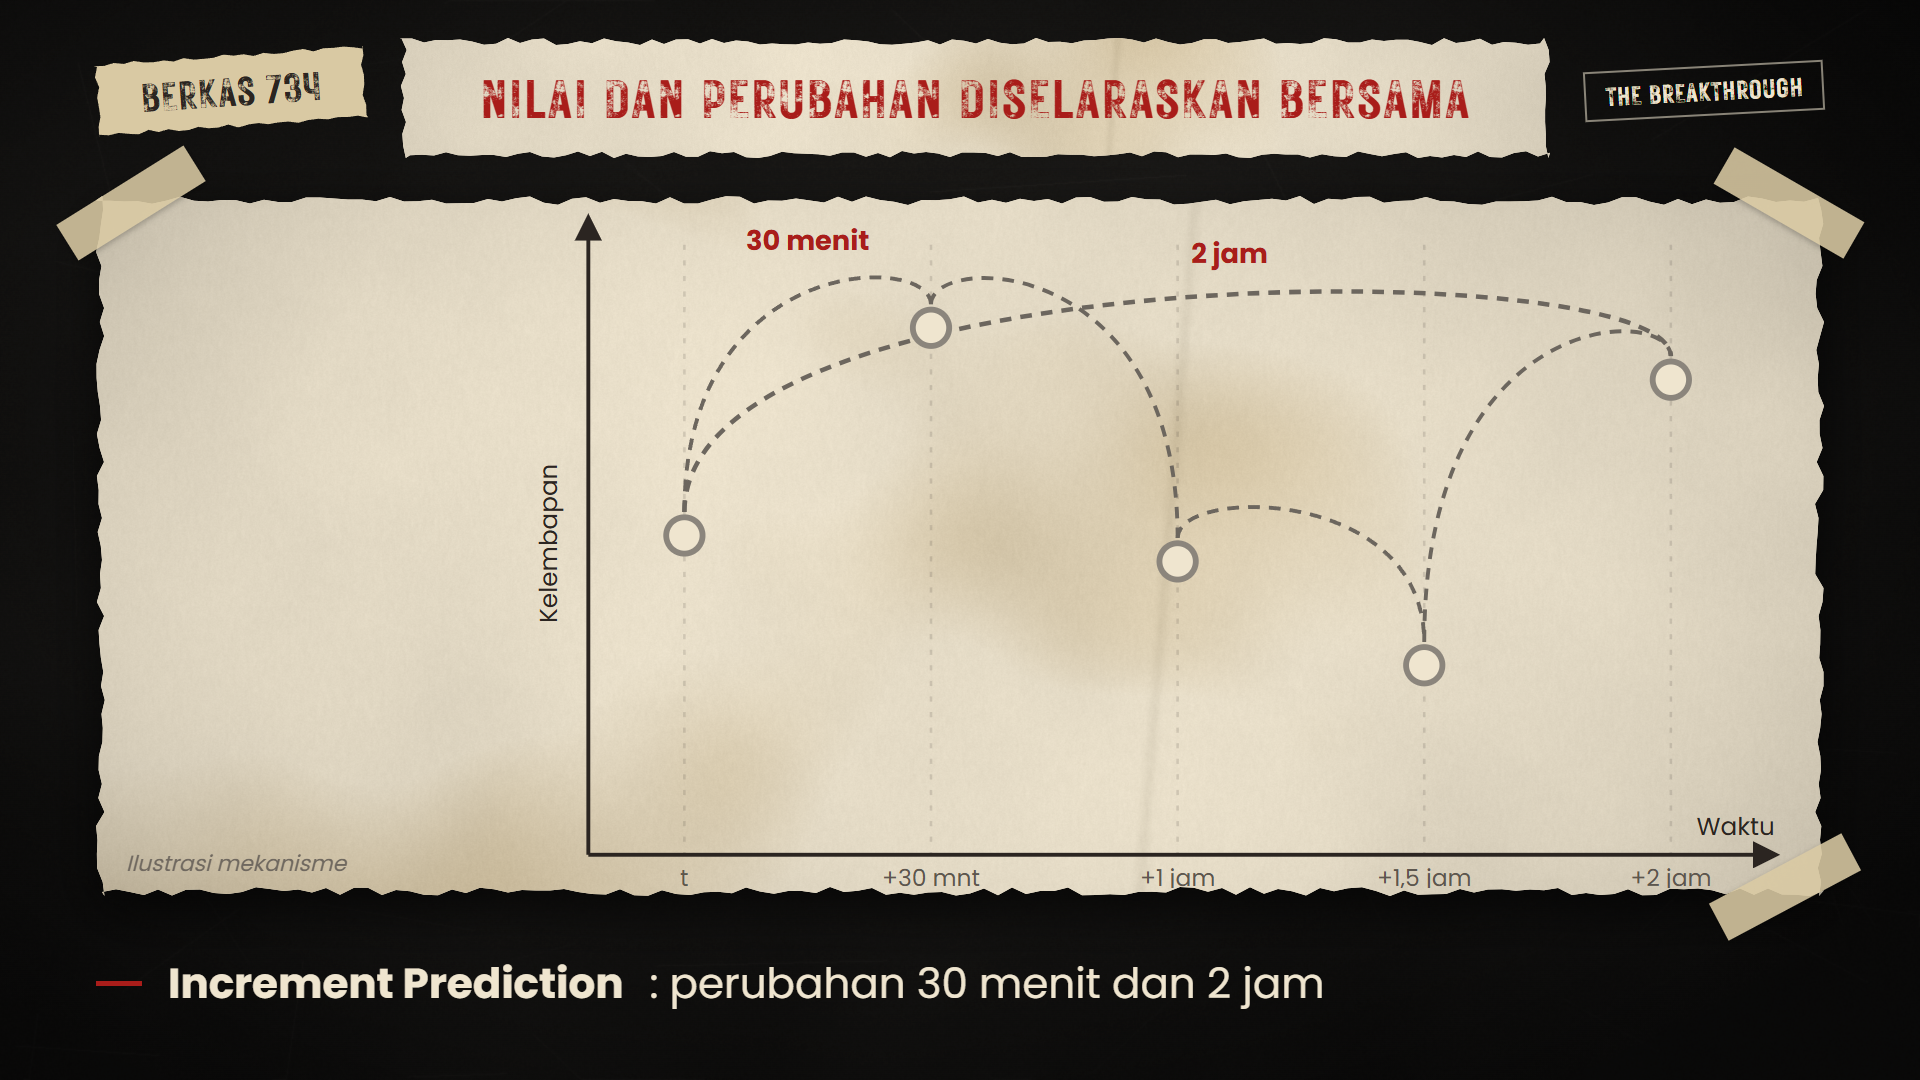 BERKAS 734
NILAI DAN PERUBAHAN DISELARASKAN BERSAMA
THE BREAKTHROUGH
30 menit
2 jam
Kelembapan
Waktu
t
+30 mnt
+1 jam
+1,5 jam
+2 jam
Ilustrasi mekanisme
Increment Prediction : perubahan 30 menit dan 2 jam